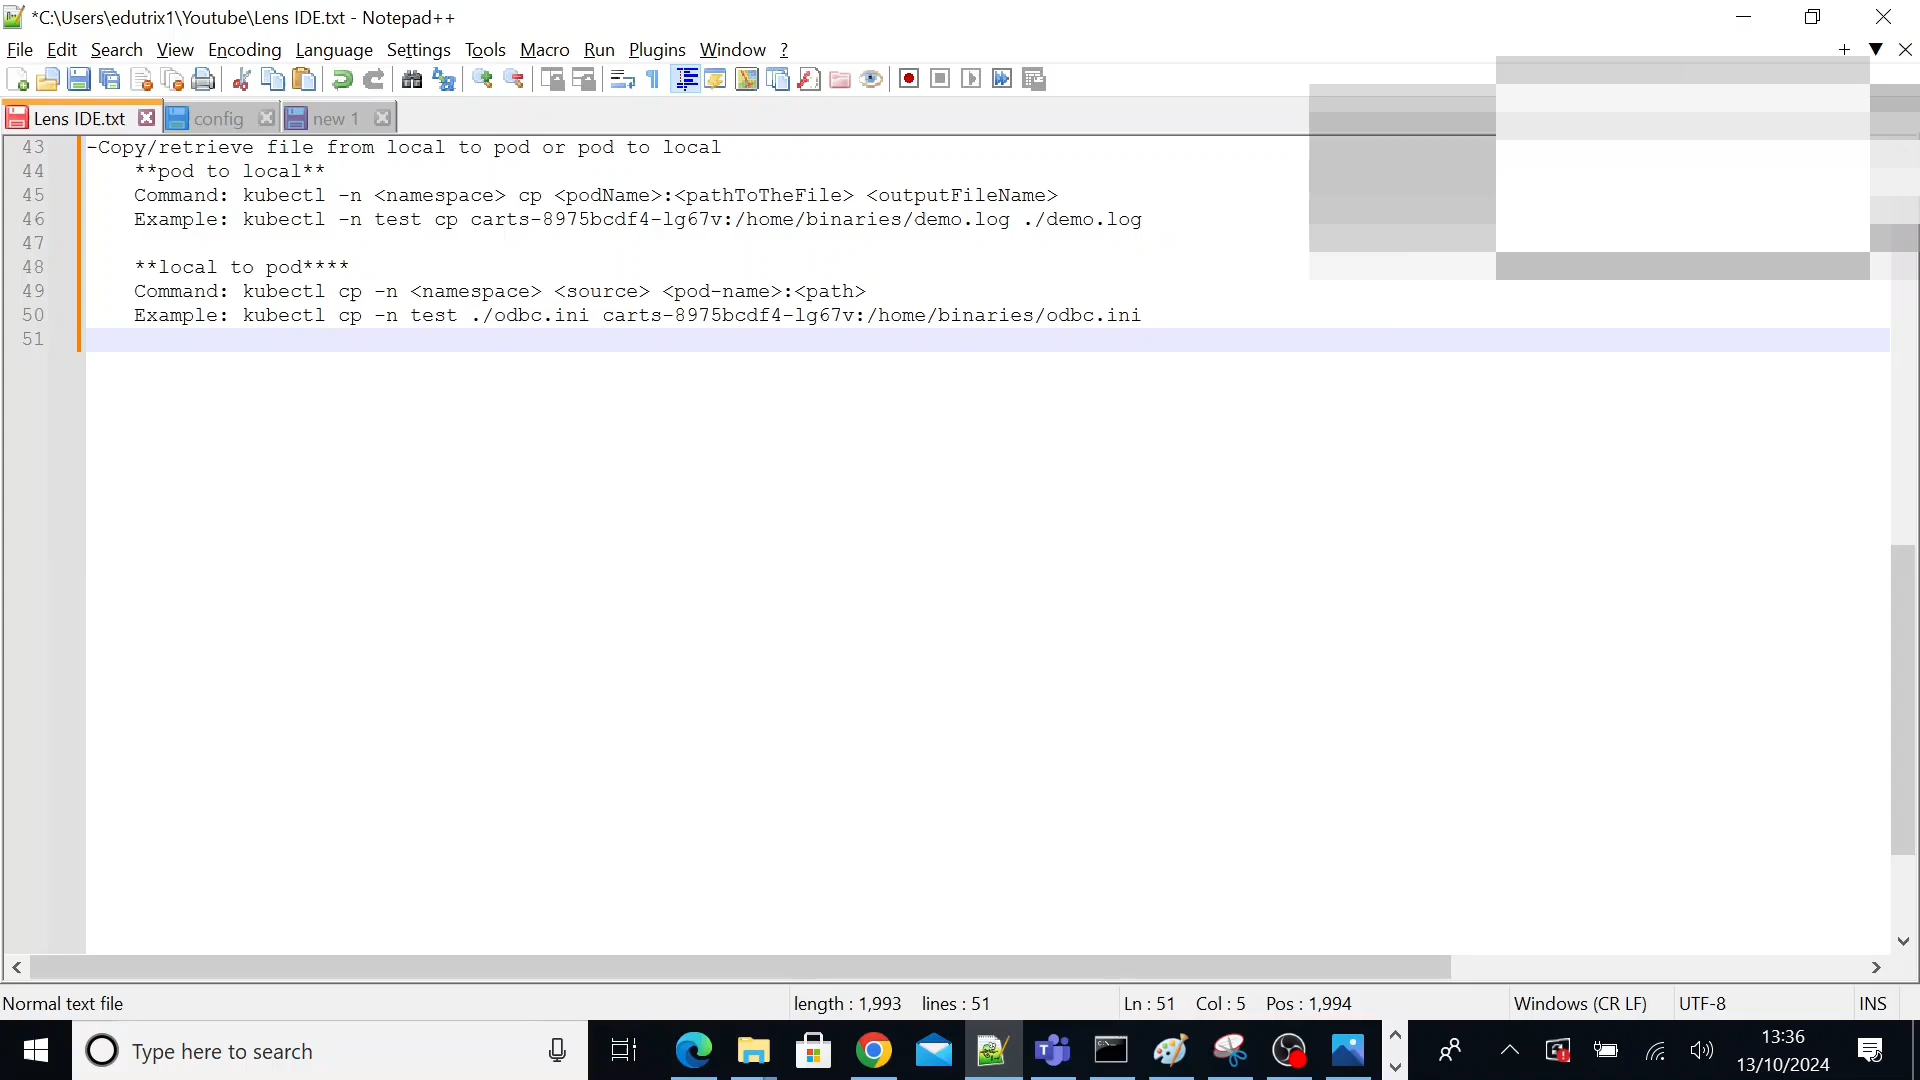 *C:\Users\edutrix1\Youtube\Lens IDE.txt - Notepad++
File Edit Search View Encoding Language Settings Tools Macro Run Plugins Window ?
Lens IDE.txt config new 1
43 -Copy/retrieve file from local to pod or pod to local
44 **pod to local**
45 Command: kubectl -n <namespace> cp <podName>:<pathToTheFile> <outputFileName>
46 Example: kubectl -n test cp carts-8975bcdf4-lg67v:/home/binaries/demo.log ./demo.log
47
48 **local to pod****
49 Command: kubectl cp -n <namespace> <source> <pod-name>:<path>
50 Example: kubectl cp -n test ./odbc.ini carts-8975bcdf4-lg67v:/home/binaries/odbc.ini
51
Normal text file length : 1,993 lines : 51 Ln : 51 Col : 5 Pos : 1,994 Windows (CR LF) UTF-8 INS
Type here to search
13:36
13/10/2024